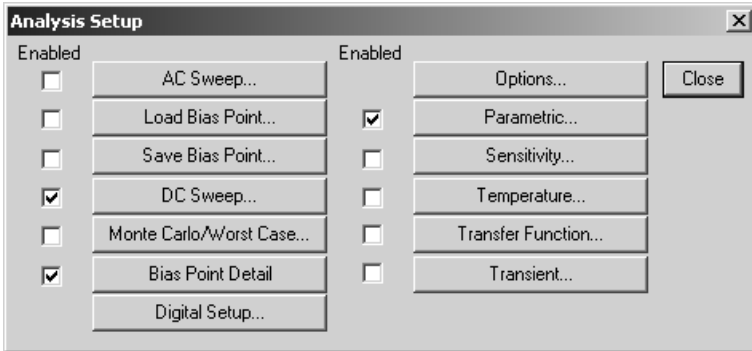 Analysis Setup
Enabled Enabled
AC Sweep... Options... Close
Load Bias Point... Parametric...
Save Bias Point... Sensitivity...
DC Sweep... Temperature...
Monte Carlo/Worst Case... Transfer Function...
Bias Point Detail Transient...
Digital Setup...